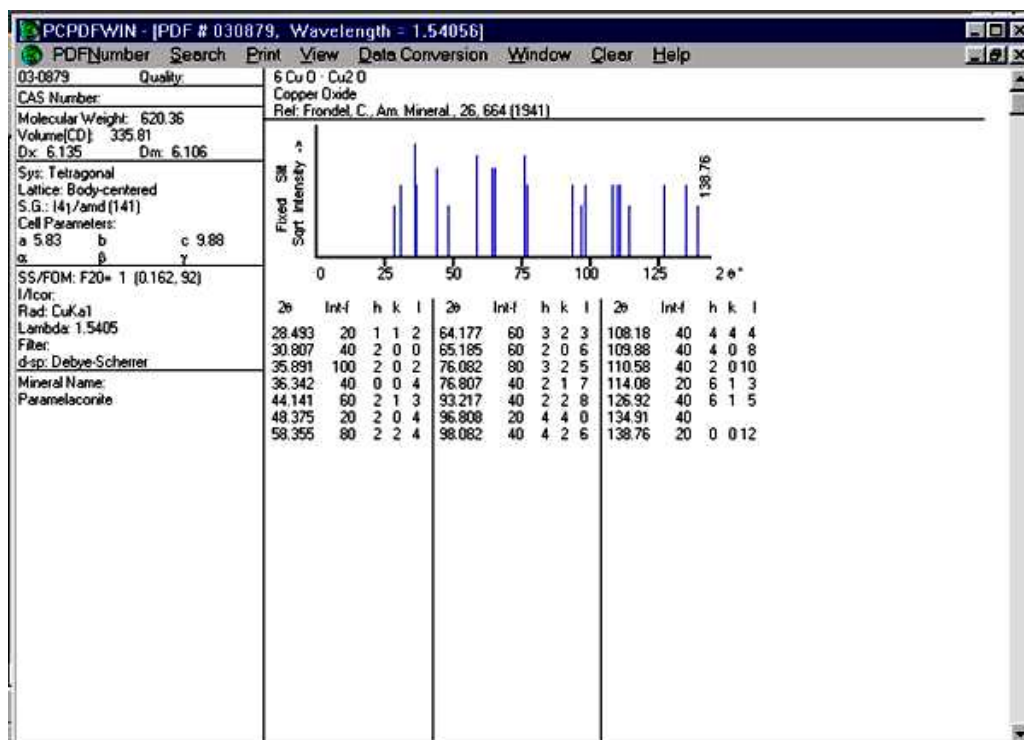 PCPDFWIN - [PDF # 030879, Wavelength = 1.54056]
PDFNumber Search Print View Data Conversion Window Clear Help
03-0879 Quality:
CAS Number:
Molecular Weight: 620.36
Volume[CD]: 335.81
Dx: 6.135 Dm: 6.106
Sys: Tetragonal
Lattice: Body-centered
S.G.: I41/amd (141)
Cell Parameters:
a 5.83 b c 9.88
α β γ
SS/FOM: F20= 1 (0.162, 92)
I/Icor:
Rad: CuKa1
Lambda: 1.5405
Filter:
d-sp: Debye-Scherrer
Mineral Name:
Paramelaconite
6 Cu O · Cu2 O
Copper Oxide
Ref: Frondel, C., Am. Mineral., 26, 664 (1941)
Fixed Slit
Sqrt Intensity ->
138.76
0 25 50 75 100 125 2θ°
2θ Int-f h k l 2θ Int-f h k l 2θ Int-f h k l
28.493 20 1 1 2 64.177 60 3 2 3 108.18 40 4 4 4
30.807 40 2 0 0 65.185 60 2 0 6 109.88 40 4 0 8
35.891 100 2 0 2 76.082 80 3 2 5 110.58 40 2 0 10
36.342 40 0 0 4 76.807 40 2 1 7 114.08 20 6 1 3
44.141 60 2 1 3 93.217 40 2 2 8 126.92 40 6 1 5
48.375 20 2 0 4 96.808 20 4 4 0 134.91 40
58.355 80 2 2 4 98.082 40 4 2 6 138.76 20 0 0 12